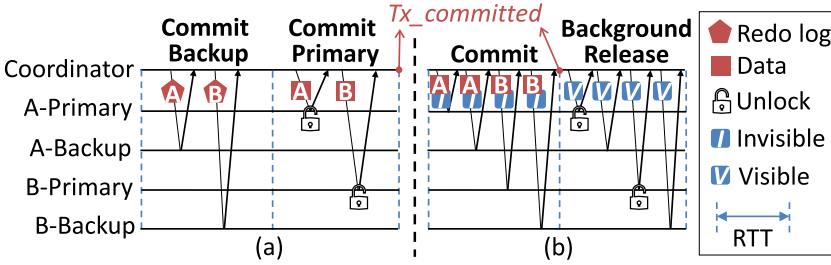 Tx_committed
Commit Backup
Commit Primary
Coordinator
A-Primary
A-Backup
B-Primary
B-Backup
A
B
A
B
(a)
Commit
Background Release
A
A
B
B
I
I
I
I
V
V
V
V
(b)
Redo log
Data
Unlock
I
Invisible
V
Visible
RTT